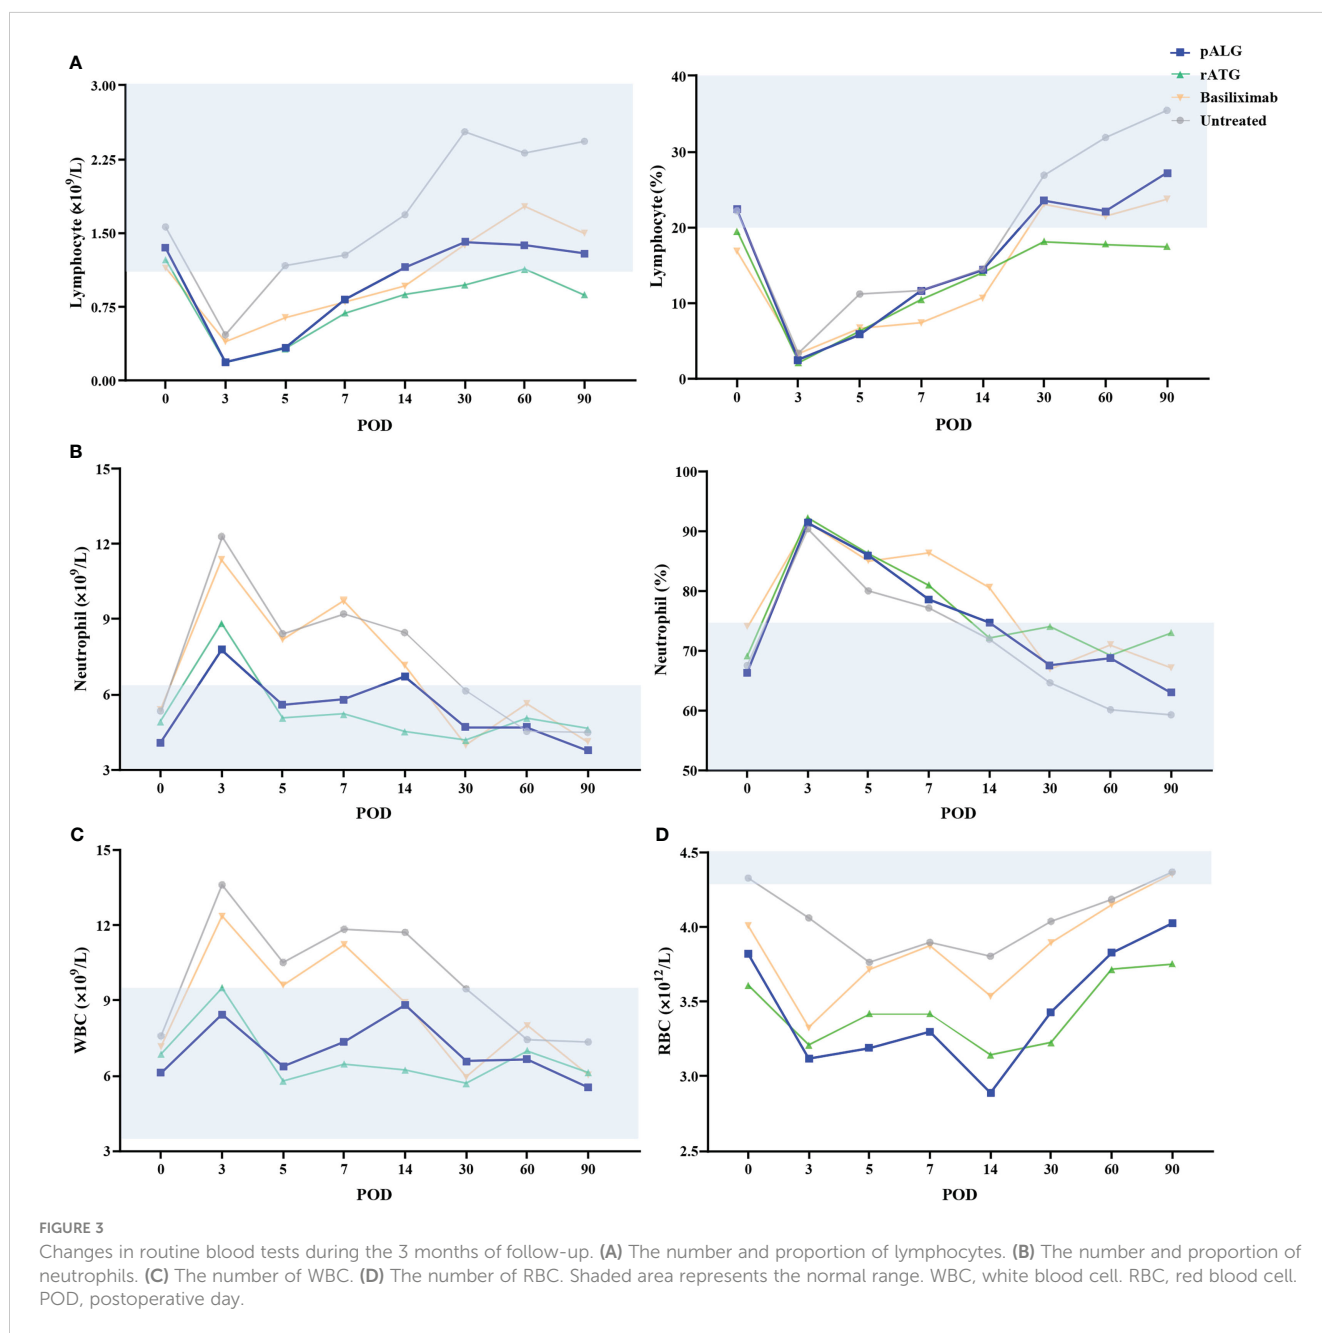 A
pALG
rATG
Basiliximab
Untreated
Lymphocyte (×10⁹/L)
3.00
2.25
1.50
0.75
0.00
0 3 5 7 14 30 60 90
POD
Lymphocyte (%)
40
30
20
10
0
0 3 5 7 14 30 60 90
POD
B
Neutrophil (×10⁹/L)
15
12
9
6
3
0 3 5 7 14 30 60 90
POD
Neutrophil (%)
100
90
80
70
60
50
0 3 5 7 14 30 60 90
POD
C
WBC (×10⁹/L)
15
12
9
6
3
0 3 5 7 14 30 60 90
POD
D
RBC (×10¹²/L)
4.5
4.0
3.5
3.0
2.5
0 3 5 7 14 30 60 90
POD
FIGURE 3
Changes in routine blood tests during the 3 months of follow-up. (A) The number and proportion of lymphocytes. (B) The number and proportion of
neutrophils. (C) The number of WBC. (D) The number of RBC. Shaded area represents the normal range. WBC, white blood cell. RBC, red blood cell.
POD, postoperative day.